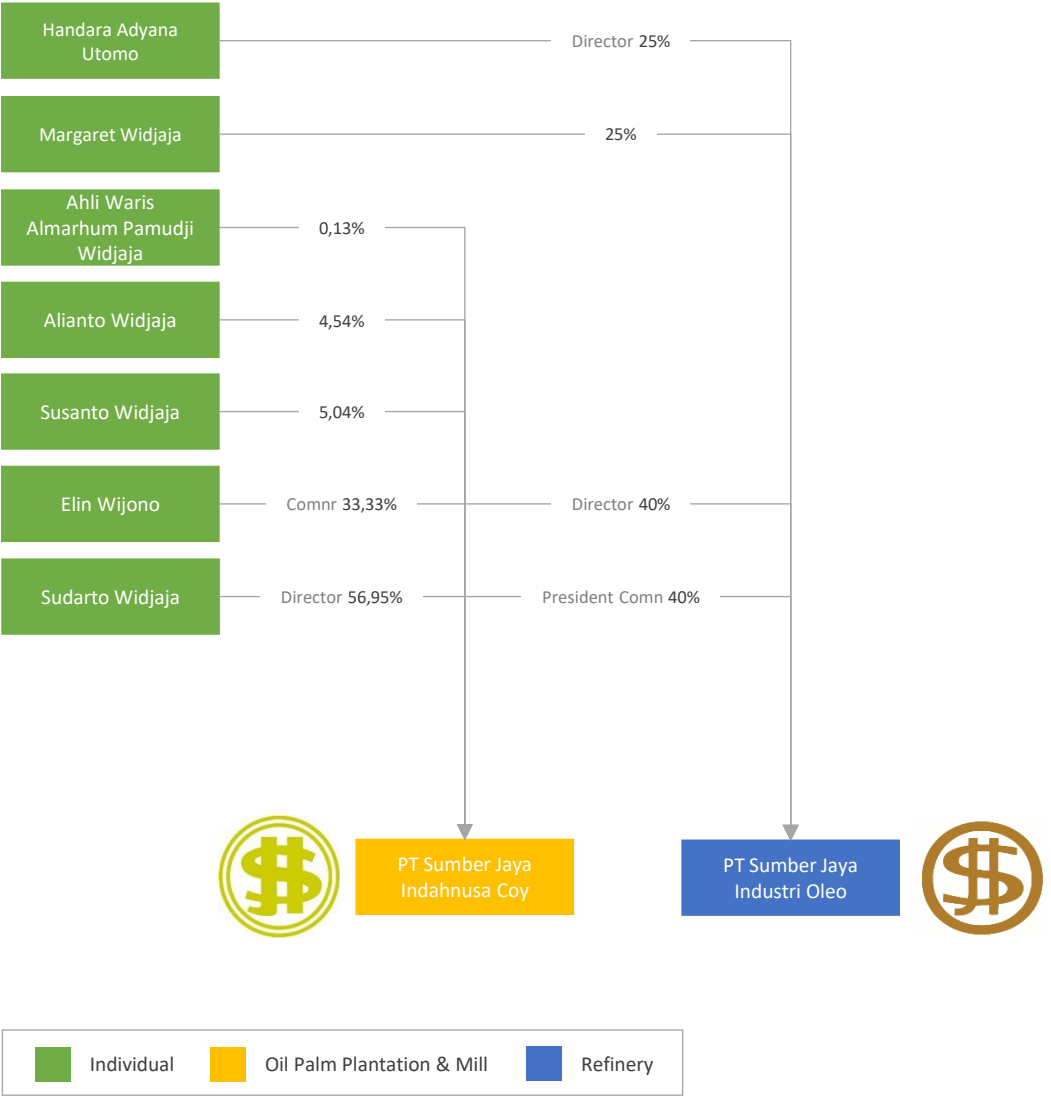 Handara Adyana
Utomo
Director 25%
Margaret Widjaja
25%
Ahli Waris
Almarhum Pamudji
Widjaja
0,13%
Alianto Widjaja
4,54%
Susanto Widjaja
5,04%
Elin Wijono
Comnr 33,33%
Director 40%
Sudarto Widjaja
Director 56,95%
President Comn 40%
PT Sumber Jaya
Indahnusa Coy
PT Sumber Jaya
Industri Oleo
Individual
Oil Palm Plantation & Mill
Refinery